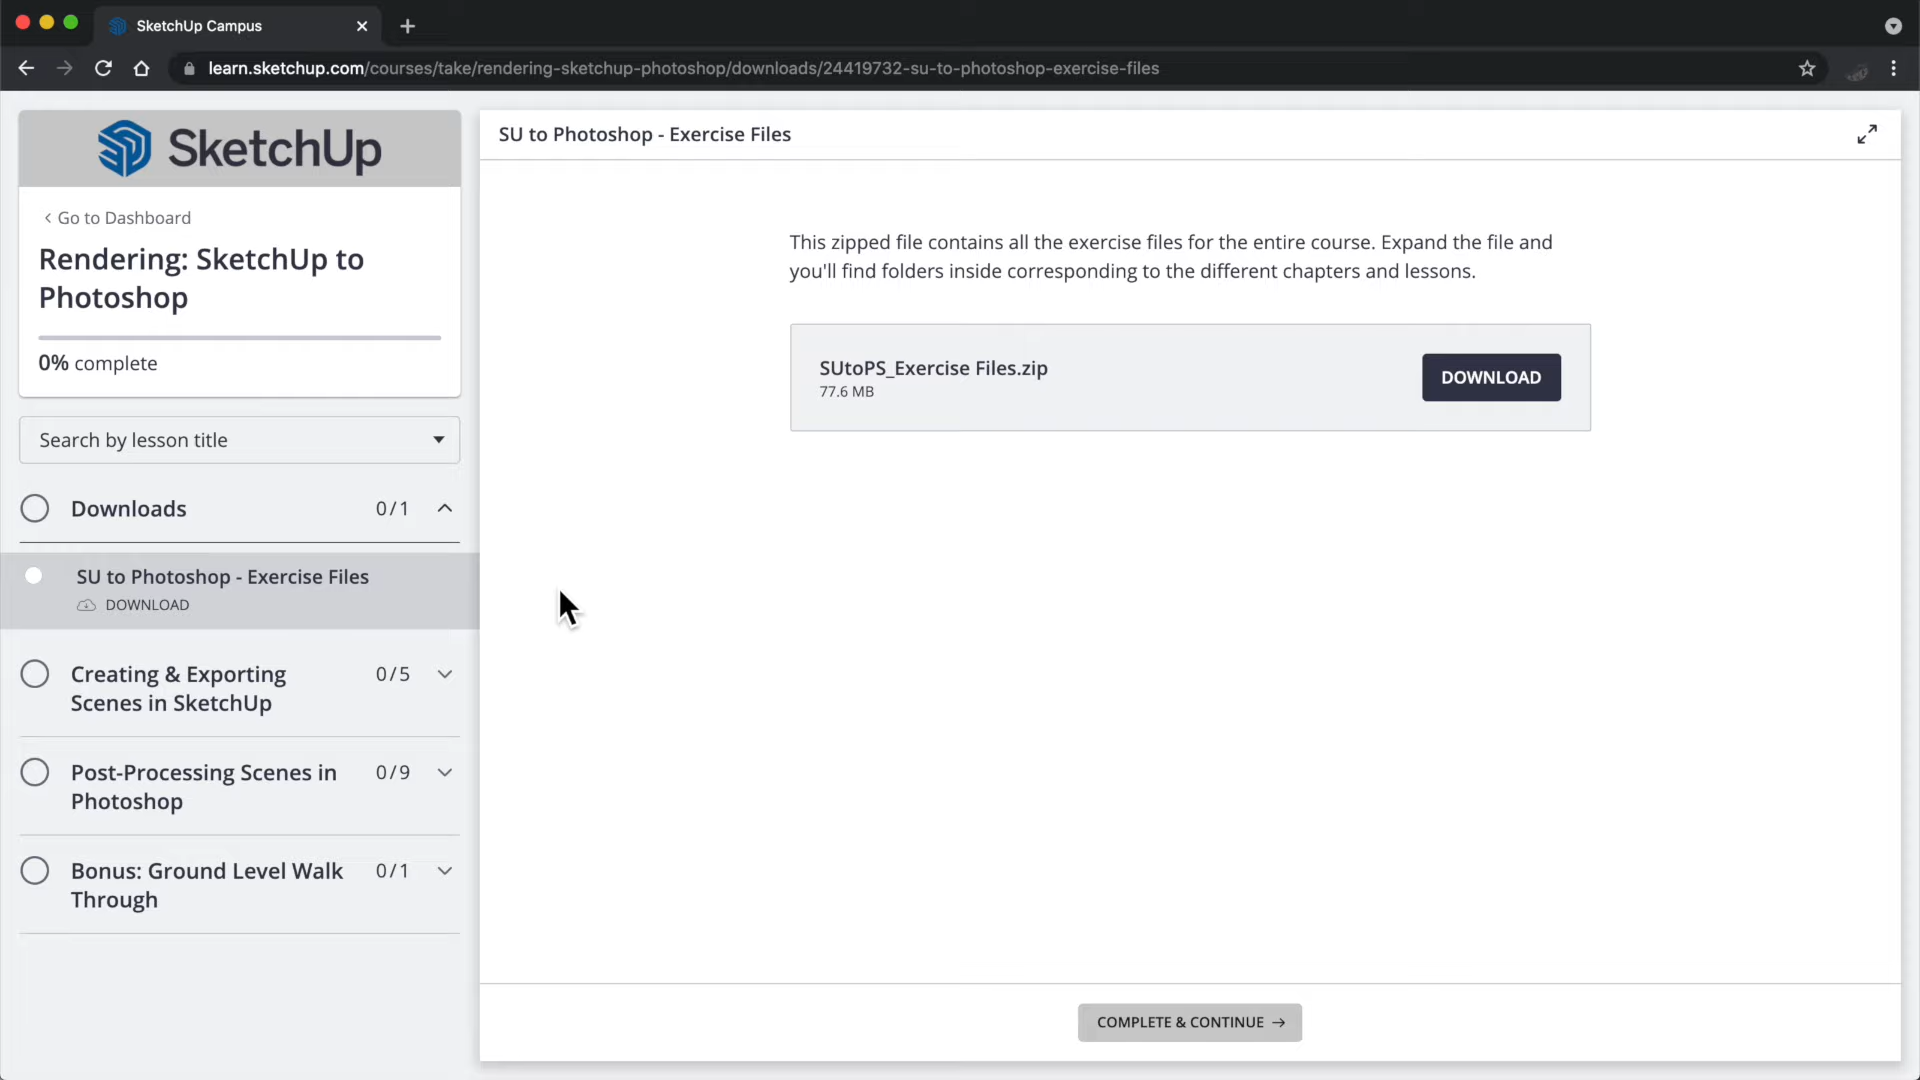 SketchUp Campus
learn.sketchup.com/courses/take/rendering-sketchup-photoshop/downloads/24419732-su-to-photoshop-exercise-files
SketchUp
Go to Dashboard
Rendering: SketchUp to
Photoshop
0% complete
Search by lesson title
Downloads 0/1
SU to Photoshop - Exercise Files
DOWNLOAD
Creating & Exporting 0/5
Scenes in SketchUp
Post-Processing Scenes in 0/9
Photoshop
Bonus: Ground Level Walk 0/1
Through
SU to Photoshop - Exercise Files
This zipped file contains all the exercise files for the entire course. Expand the file and
you'll find folders inside corresponding to the different chapters and lessons.
SUtoPS_Exercise Files.zip
77.6 MB
DOWNLOAD
COMPLETE & CONTINUE →